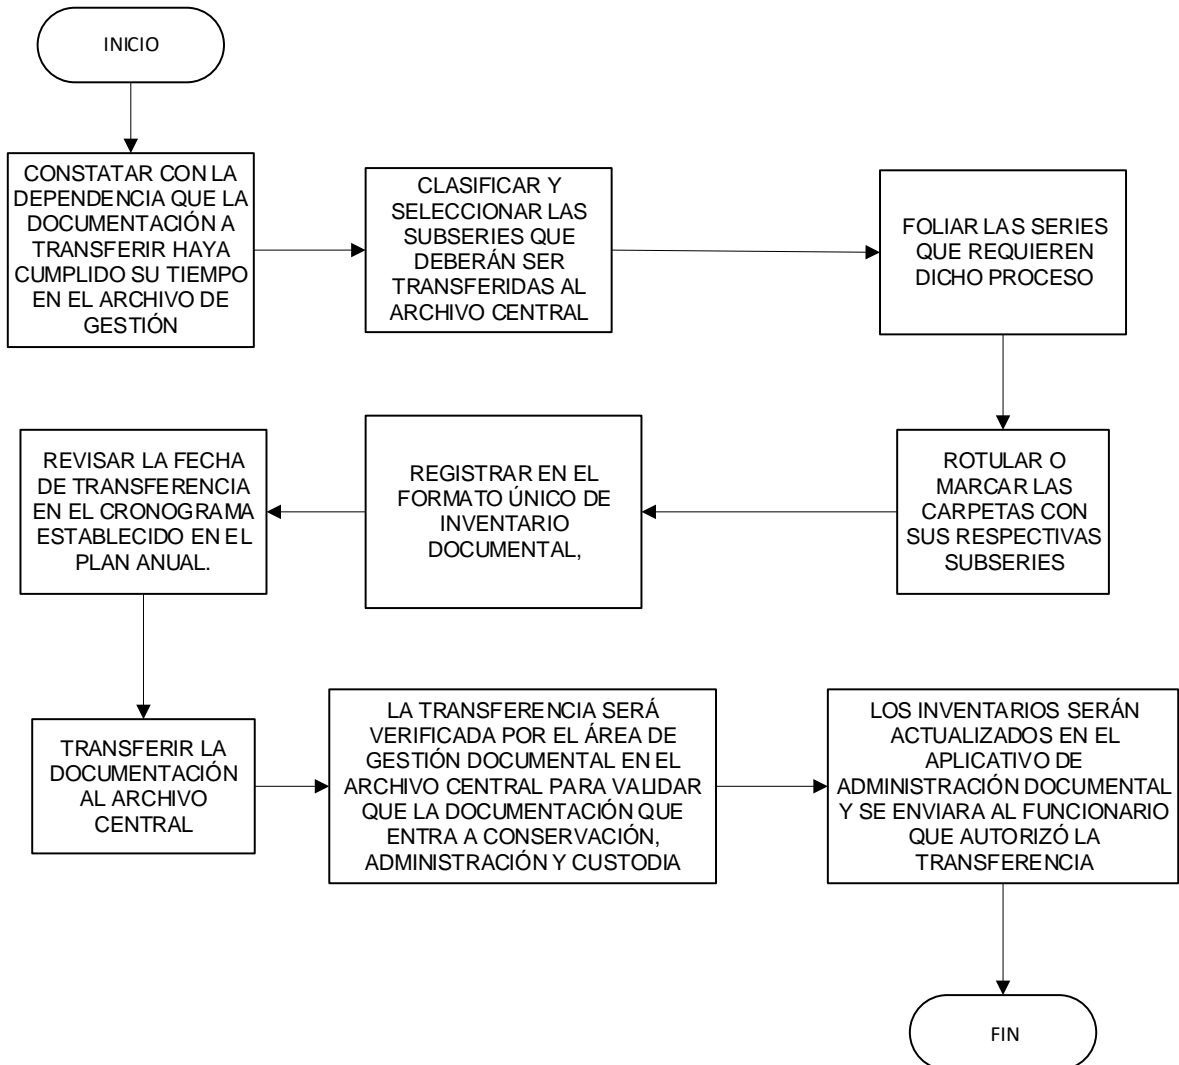 INICIO
CONSTATAR CON LA
DEPENDENCIA QUE LA
DOCUMENTACIÓN A
TRANSFERIR HAYA
CUMPLIDO SU TIEMPO
EN EL ARCHIVO DE
GESTIÓN
CLASIFICAR Y
SELECCIONAR LAS
SUBSERIES QUE
DEBERÁN SER
TRANSFERIDAS AL
ARCHIVO CENTRAL
FOLIAR LAS SERIES
QUE REQUIEREN
DICHO PROCESO
ROTULAR O
MARCAR LAS
CARPETAS CON
SUS RESPECTIVAS
SUBSERIES
REGISTRAR EN EL
FORMATO ÚNICO DE
INVENTARIO
DOCUMENTAL,
REVISAR LA FECHA
DE TRANSFERENCIA
EN EL CRONOGRAMA
ESTABLECIDO EN EL
PLAN ANUAL.
TRANSFERIR LA
DOCUMENTACIÓN
AL ARCHIVO
CENTRAL
LA TRANSFERENCIA SERÁ
VERIFICADA POR EL ÁREA DE
GESTIÓN DOCUMENTAL EN EL
ARCHIVO CENTRAL PARA VALIDAR
QUE LA DOCUMENTACIÓN QUE
ENTRA A CONSERVACIÓN,
ADMINISTRACIÓN Y CUSTODIA
LOS INVENTARIOS SERÁN
ACTUALIZADOS EN EL
APLICATIVO DE
ADMINISTRACIÓN DOCUMENTAL
Y SE ENVIARA AL FUNCIONARIO
QUE AUTORIZÓ LA
TRANSFERENCIA
FIN